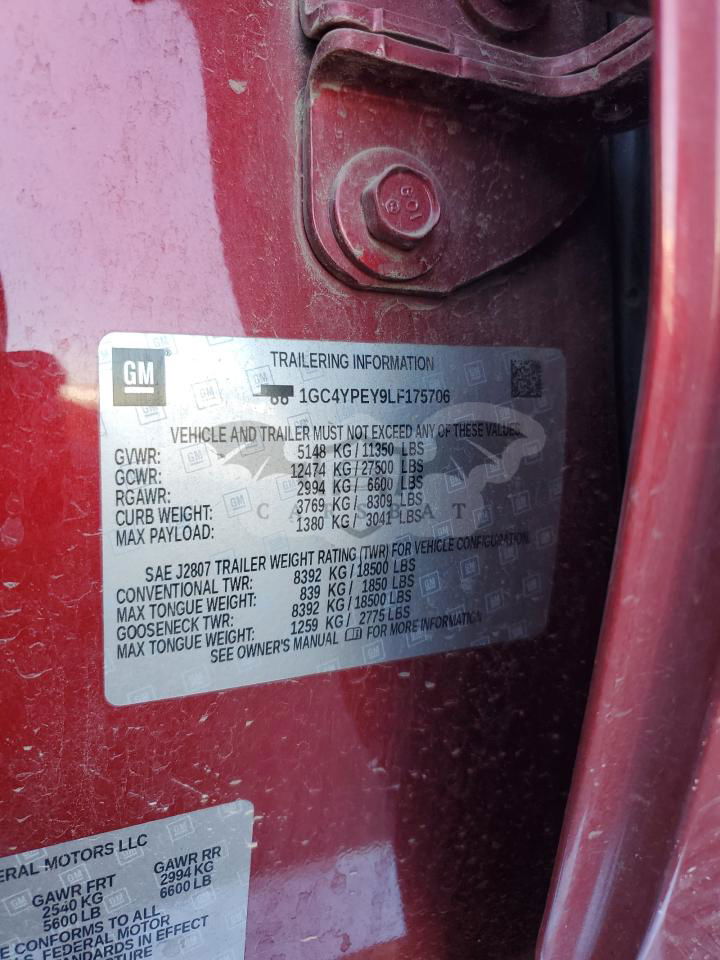 108
8
GM
TRAILERING INFORMATION
1GC4YPEY9LF175706
VEHICLE AND TRAILER MUST NOT EXCEED ANY OF THESE VALUES.
GVWR: 5148 KG / 11350 LBS
GCWR: 12474 KG / 27500 LBS
RGAWR: 2994 KG / 6600 LBS
CURB WEIGHT: 3769 KG / 8309 LBS
MAX PAYLOAD: 1380 KG / 3041 LBS
CARSBAT
SAE J2807 TRAILER WEIGHT RATING (TWR) FOR VEHICLE CONFIGURATION.
CONVENTIONAL TWR: 8392 KG / 18500 LBS
MAX TONGUE WEIGHT: 839 KG / 1850 LBS
GOOSENECK TWR: 8392 KG / 18500 LBS
MAX TONGUE WEIGHT: 1259 KG / 2775 LBS
SEE OWNER'S MANUAL FOR MORE INFORMATION
ERAL MOTORS LLC
GAWR FRT GAWR RR
2540 KG 2994 KG
5600 LB 6600 LB
E CONFORMS TO ALL
S. FEDERAL MOTOR
STANDARDS IN EFFECT